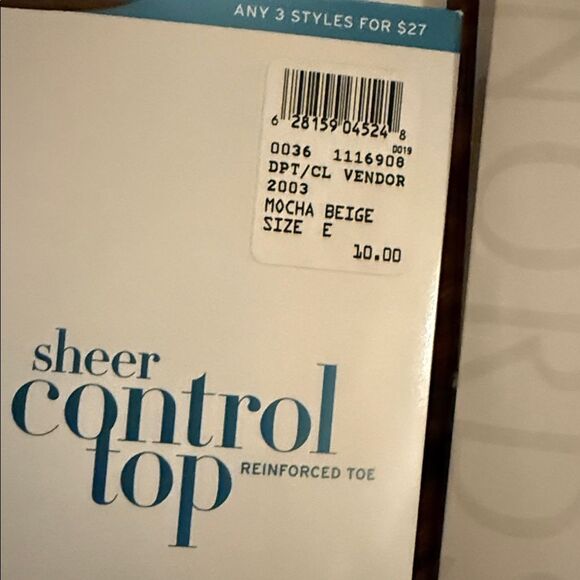 ANY 3 STYLES FOR $27
6 28159 04524 8
0019
0036 1116908
DPT/CL VENDOR
2003
MOCHA BEIGE
SIZE E
10.00
sheer
control
top
REINFORCED TOE
NORD